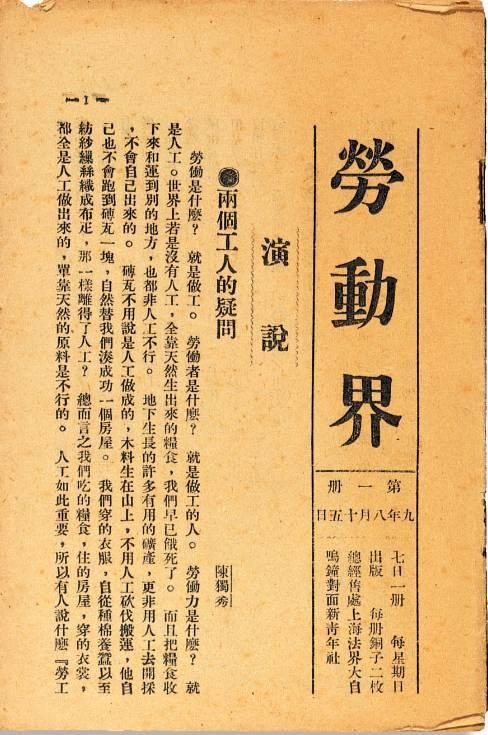 勞動界
第一册
九年八月十五日
七日一册 每星期日
出版 每册銅子二枚
總經售處上海法界大自
鳴鐘對面新青年社
演說
兩個工人的疑問
陳獨秀
勞働是什麽? 就是做工。 勞働者是什麽? 就是做工的人。 勞働力是什麽? 就
是人工。世界上若是沒有人工,全靠天然生出來的糧食,我們早已餓死了。 而且把糧食收
下來和運到別的地方,也都非人工不行。 地下生長的許多有用的礦產,更非用人工去開採
,不會自己出來的。 磚瓦不用說是人工做成的,木料生在山上,不用人工砍伐搬運,他自
己也不會跑到磚瓦一塊,自然替我們湊成功一個房屋。 我們穿的衣服,自從種棉養蠶以至
紡紗繅絲織成布疋,那一樣離得了人工? 總而言之我們吃的糧食,住的房屋,穿的衣裳,
都全是人工做出來的,單靠天然的原料是不行的。 人工如此重要,所以有人說什麽『勞工
1